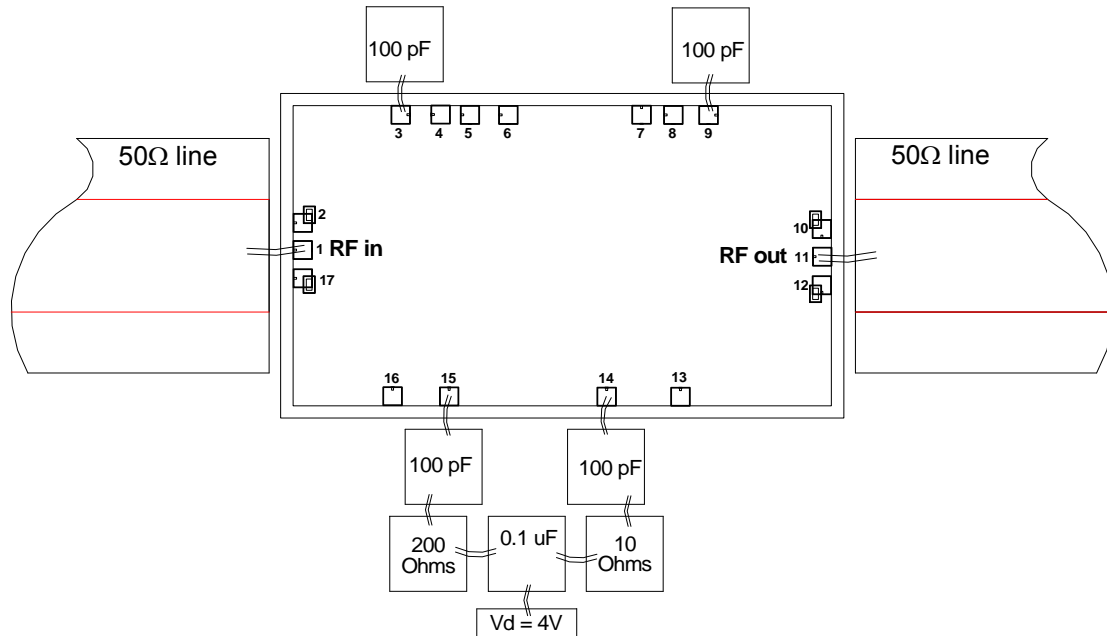 100 pF
100 pF
3 4 5 6 7 8 9
50Ω line
50Ω line
2
10
1 RF in
RF out 11
17
12
16 15 14 13
100 pF
100 pF
200 Ohms
0.1 uF
10 Ohms
Vd = 4V